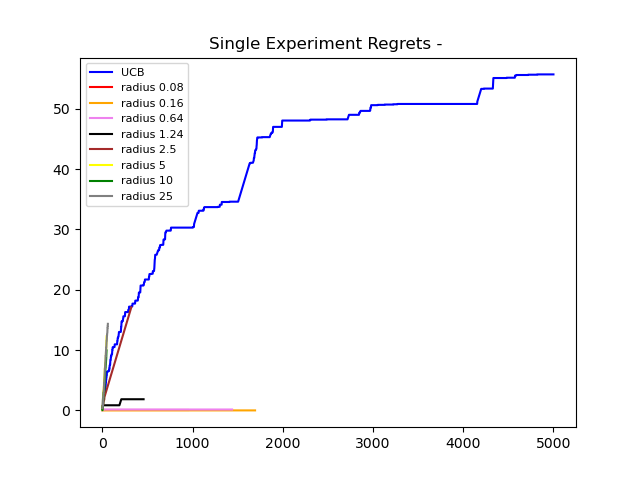 Single Experiment Regrets -
UCB
radius 0.08
radius 0.16
radius 0.64
radius 1.24
radius 2.5
radius 5
radius 10
radius 25
50
40
30
20
10
0
0 1000 2000 3000 4000 5000